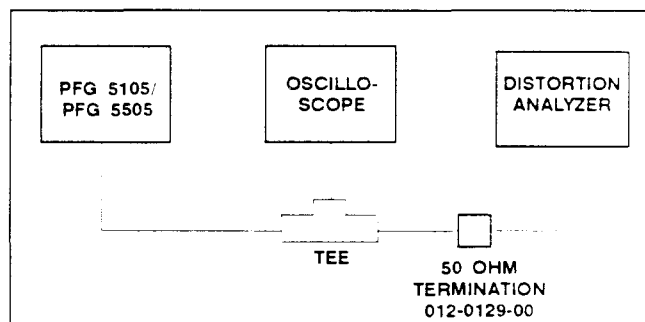 PFG 5105/
PFG 5505
OSCILLO-
SCOPE
DISTORTION
ANALYZER
TEE
50 OHM
TERMINATION
012-0129-00